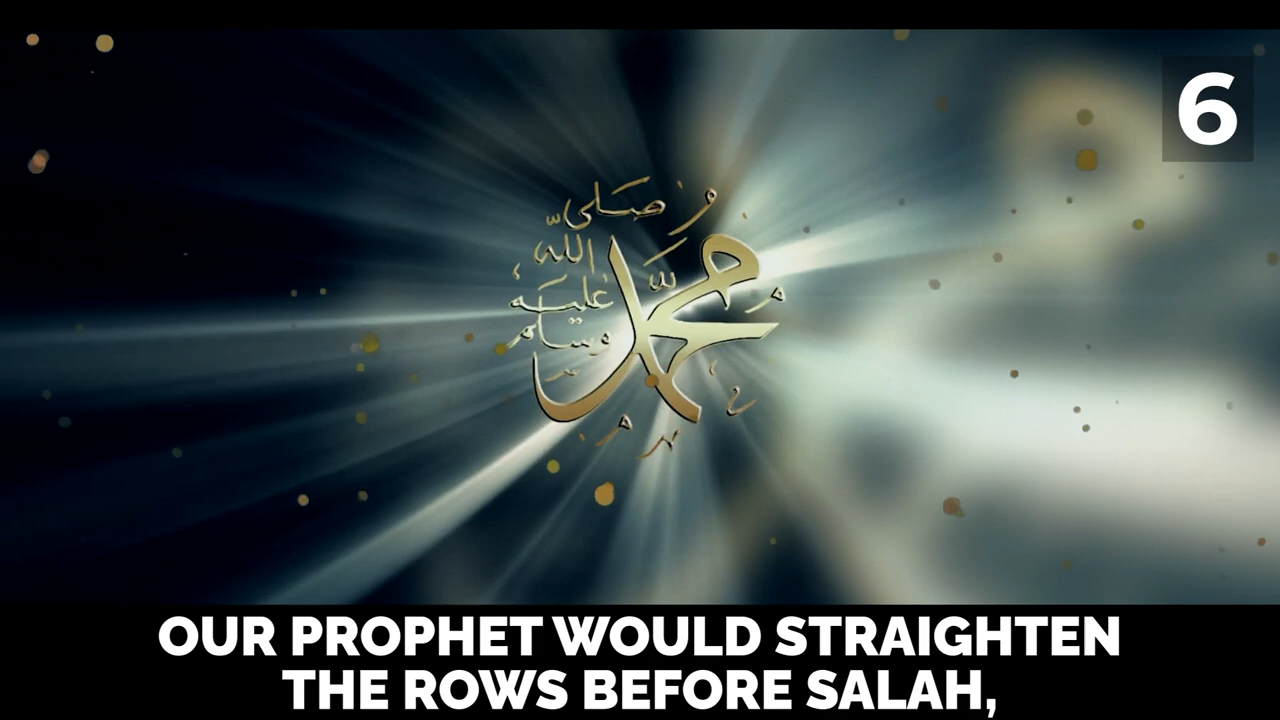 6
صلى
الله
عليه
وسلم
محمد
OUR PROPHET WOULD STRAIGHTEN
THE ROWS BEFORE SALAH,